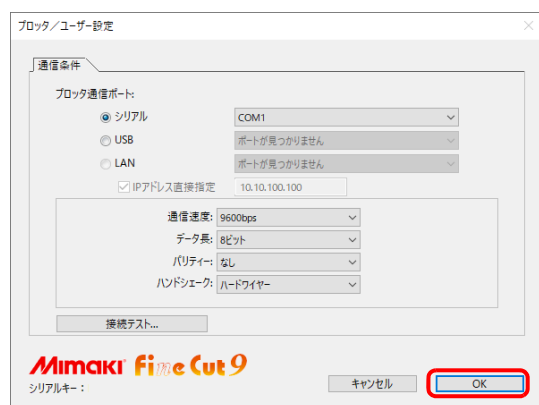 プロッタ／ユーザー設定
通信条件
プロッタ通信ポート:
シリアル COM1
USB ポートが見つかりません
LAN ポートが見つかりません
IPアドレス直接指定 10.10.100.100
通信速度: 9600bps
データ長: 8ビット
パリティー: なし
ハンドシェーク: ハードワイヤー
接続テスト...
Mimaki Fine Cut 9
シリアルキー：
キャンセル OK